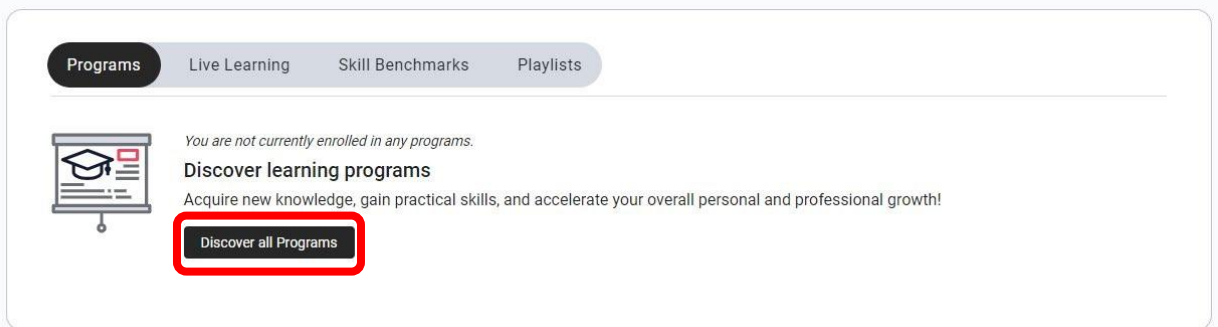 Programs Live Learning Skill Benchmarks Playlists
You are not currently enrolled in any programs.
Discover learning programs
Acquire new knowledge, gain practical skills, and accelerate your overall personal and professional growth!
Discover all Programs